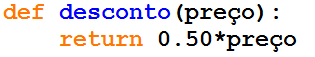 def desconto(preço):
    return 0.50*preço